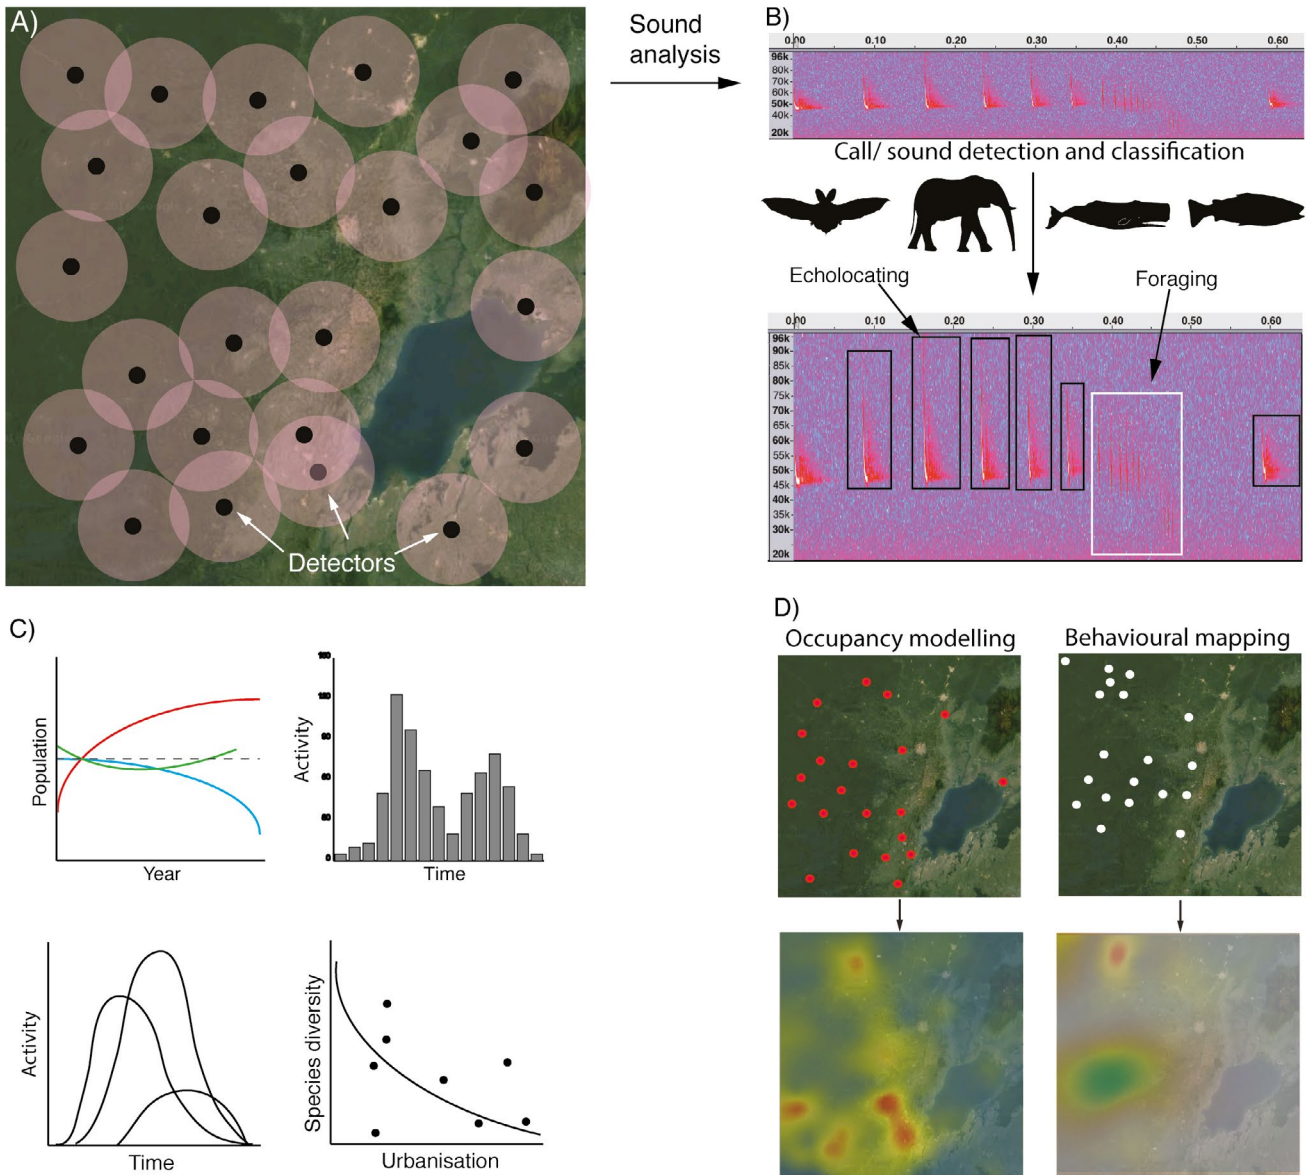 A)
Detectors
Sound
analysis
B)
0.00 0.10 0.20 0.30 0.40 0.50 0.60
96k
80k
70k
60k
50k
40k
20k
Call/ sound detection and classification
Echolocating
Foraging
0.00 0.10 0.20 0.30 0.40 0.50 0.60
96k
90k
85k
80k
75k
70k
65k
60k
55k
50k
45k
40k
35k
30k
20k
C)
Population
Year
Activity
0
Time
Activity
Time
Species diversity
Urbanisation
D)
Occupancy modelling
Behavioural mapping